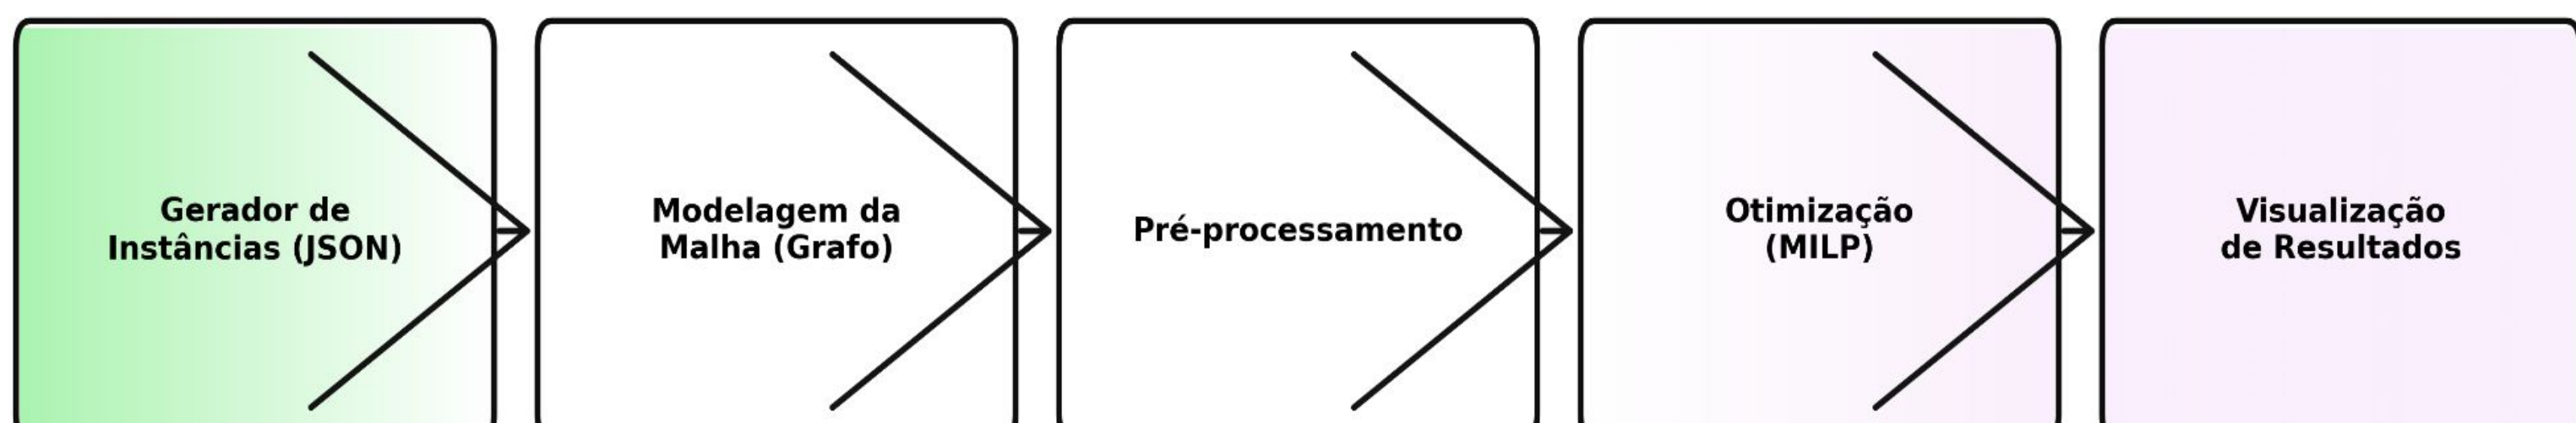 Gerador de
Instâncias (JSON)
Modelagem da
Malha (Grafo)
Pré-processamento
Otimização
(MILP)
Visualização
de Resultados